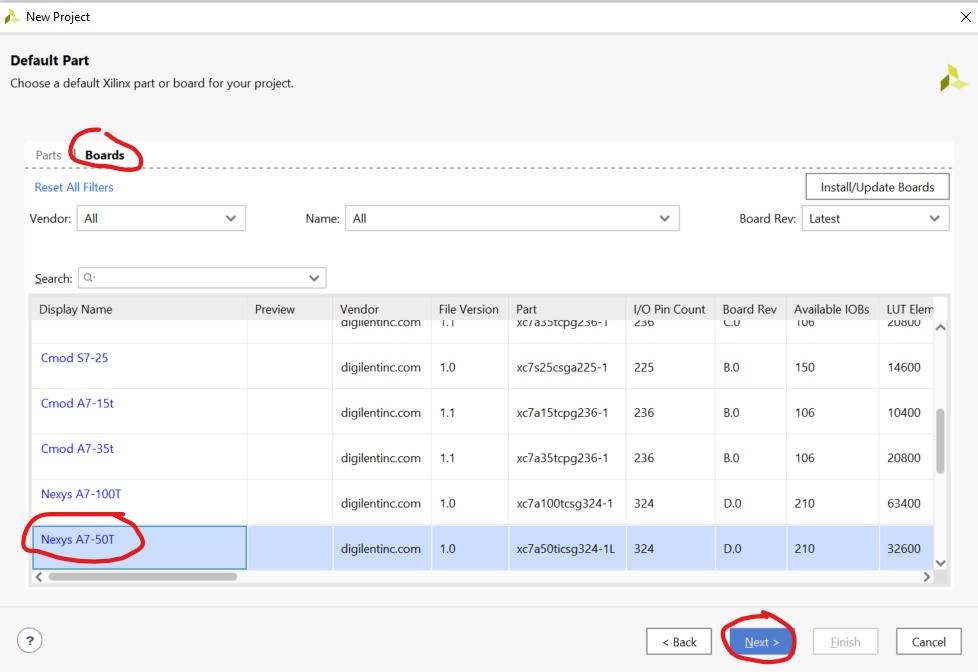 New Project
Default Part
Choose a default Xilinx part or board for your project.
Parts | Boards
Reset All Filters
Install/Update Boards
Vendor: All Name: All Board Rev: Latest
Search:
Display Name Preview Vendor File Version Part I/O Pin Count Board Rev Available IOBs LUT Elem
digilentinc.com 1.1 xc7a35tcpg236-1 236 C.0 106 20800
Cmod S7-25 digilentinc.com 1.0 xc7s25csga225-1 225 B.0 150 14600
Cmod A7-15t digilentinc.com 1.1 xc7a15tcpg236-1 236 B.0 106 10400
Cmod A7-35t digilentinc.com 1.1 xc7a35tcpg236-1 236 B.0 106 20800
Nexys A7-100T digilentinc.com 1.0 xc7a100tcsg324-1 324 D.0 210 63400
Nexys A7-50T digilentinc.com 1.0 xc7a50ticsg324-1L 324 D.0 210 32600
? < Back Next > Finish Cancel